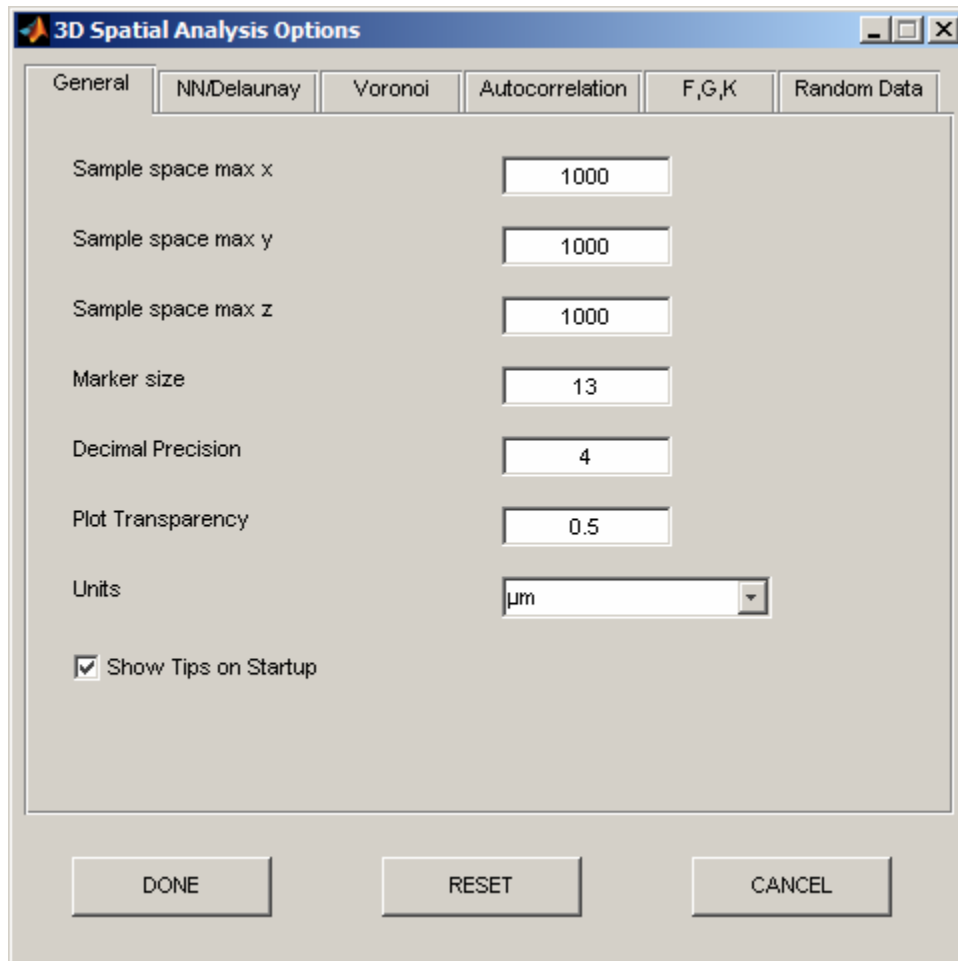 3D Spatial Analysis Options
General NN/Delaunay Voronoi Autocorrelation F,G,K Random Data
Sample space max x 1000
Sample space max y 1000
Sample space max z 1000
Marker size 13
Decimal Precision 4
Plot Transparency 0.5
Units µm
Show Tips on Startup
DONE RESET CANCEL